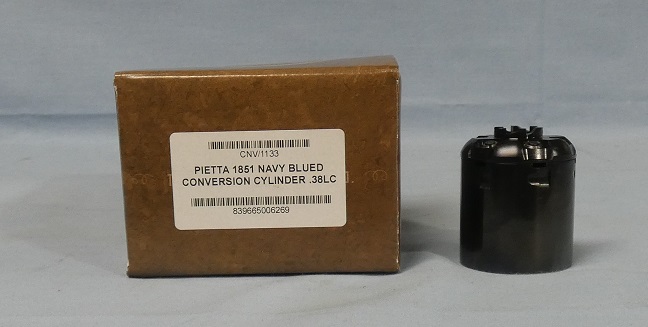 CNV/1133
PIETTA 1851 NAVY BLUED
CONVERSION CYLINDER .38LC
839665006269